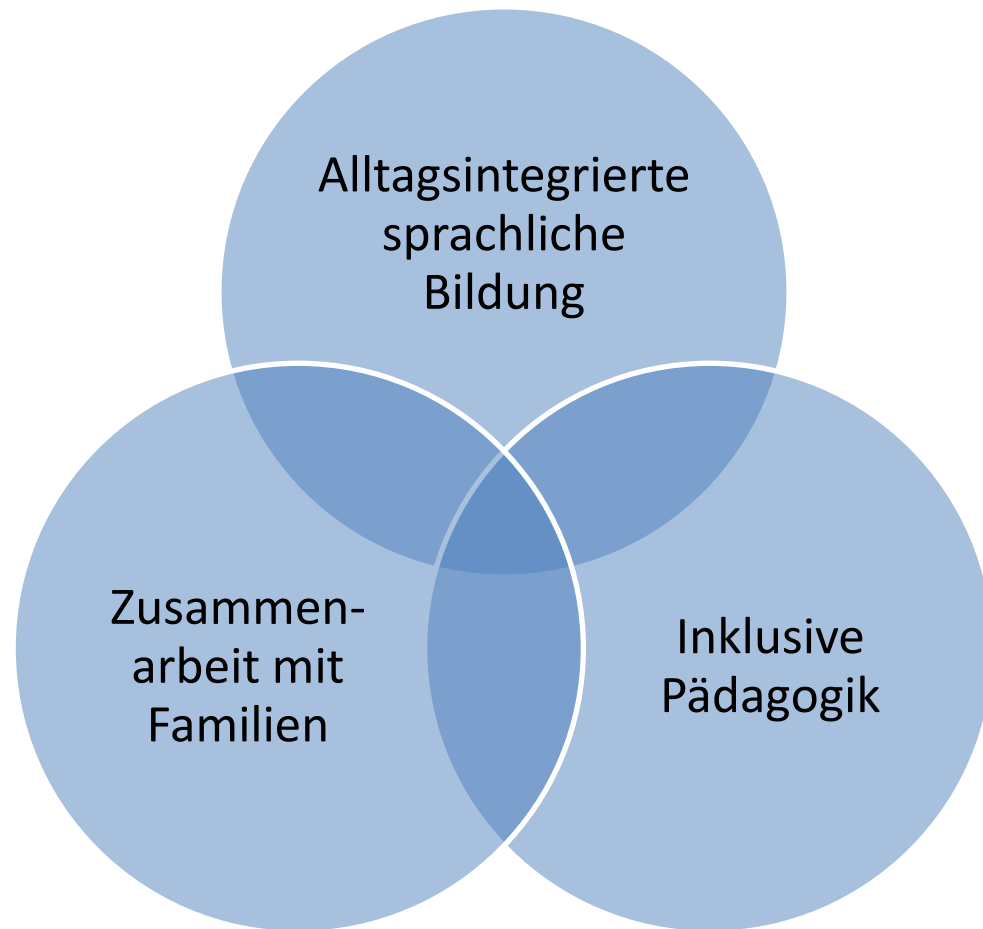 Alltagsintegrierte
sprachliche
Bildung
Zusammen-
arbeit mit
Familien
Inklusive
Pädagogik